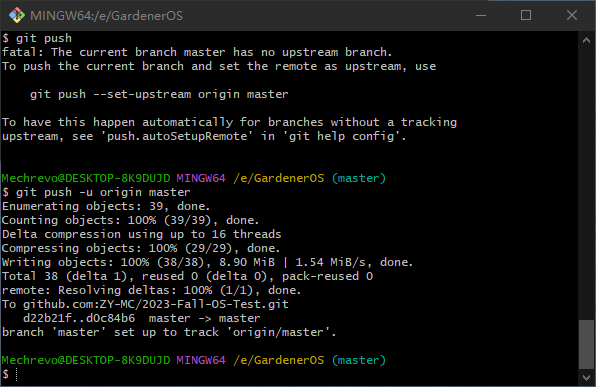 MINGW64:/e/GardenerOS
$ git push
fatal: The current branch master has no upstream branch.
To push the current branch and set the remote as upstream, use
    git push --set-upstream origin master
To have this happen automatically for branches without a tracking
upstream, see 'push.autoSetupRemote' in 'git help config'.
Mechrevo@DESKTOP-8K9DUJD MINGW64 /e/GardenerOS (master)
$ git push -u origin master
Enumerating objects: 39, done.
Counting objects: 100% (39/39), done.
Delta compression using up to 16 threads
Compressing objects: 100% (29/29), done.
Writing objects: 100% (38/38), 8.90 MiB | 1.54 MiB/s, done.
Total 38 (delta 1), reused 0 (delta 0), pack-reused 0
remote: Resolving deltas: 100% (1/1), done.
To github.com:ZY-MC/2023-Fall-OS-Test.git
   d22b21f..d0c84b6  master -> master
branch 'master' set up to track 'origin/master'.
Mechrevo@DESKTOP-8K9DUJD MINGW64 /e/GardenerOS (master)
$